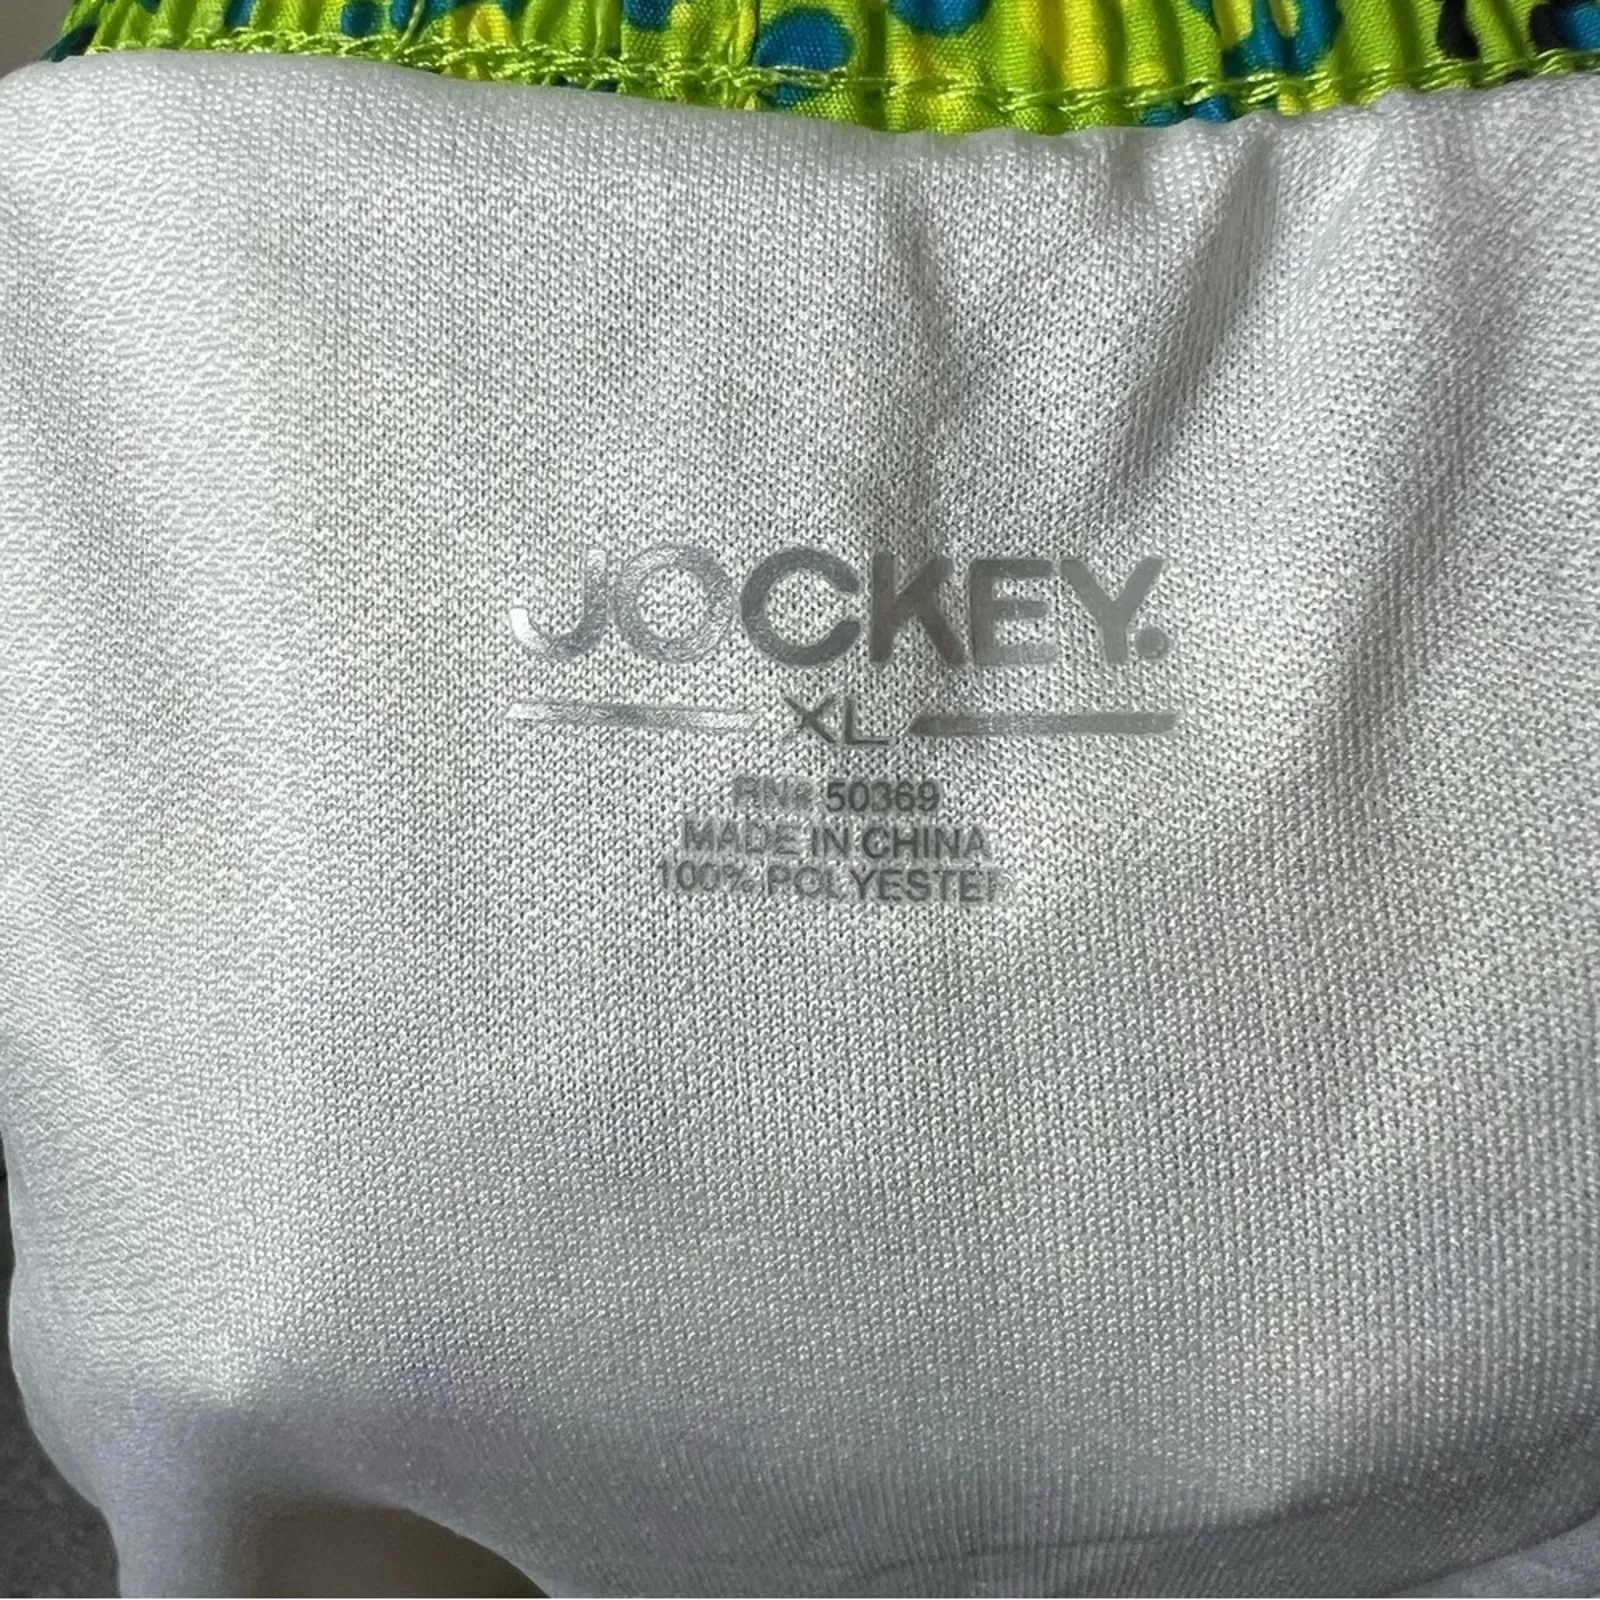 JOCKEY.
XL
RN# 50369
MADE IN CHINA
100% POLYESTER